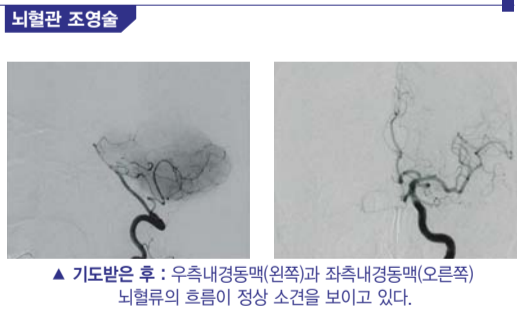 뇌혈관 조영술
▲ 기도받은 후 : 우측내경동맥(왼쪽)과 좌측내경동맥(오른쪽)
뇌혈류의 흐름이 정상 소견을 보이고 있다.